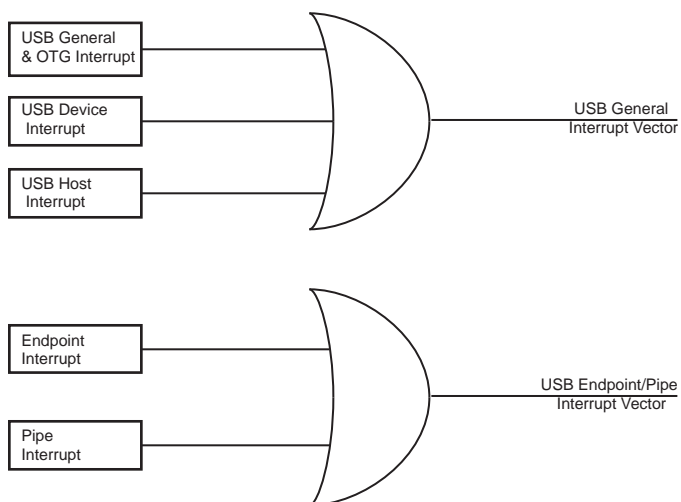 USB General
& OTG Interrupt
USB Device
Interrupt
USB Host
Interrupt
USB General
Interrupt Vector
Endpoint
Interrupt
Pipe
Interrupt
USB Endpoint/Pipe
Interrupt Vector